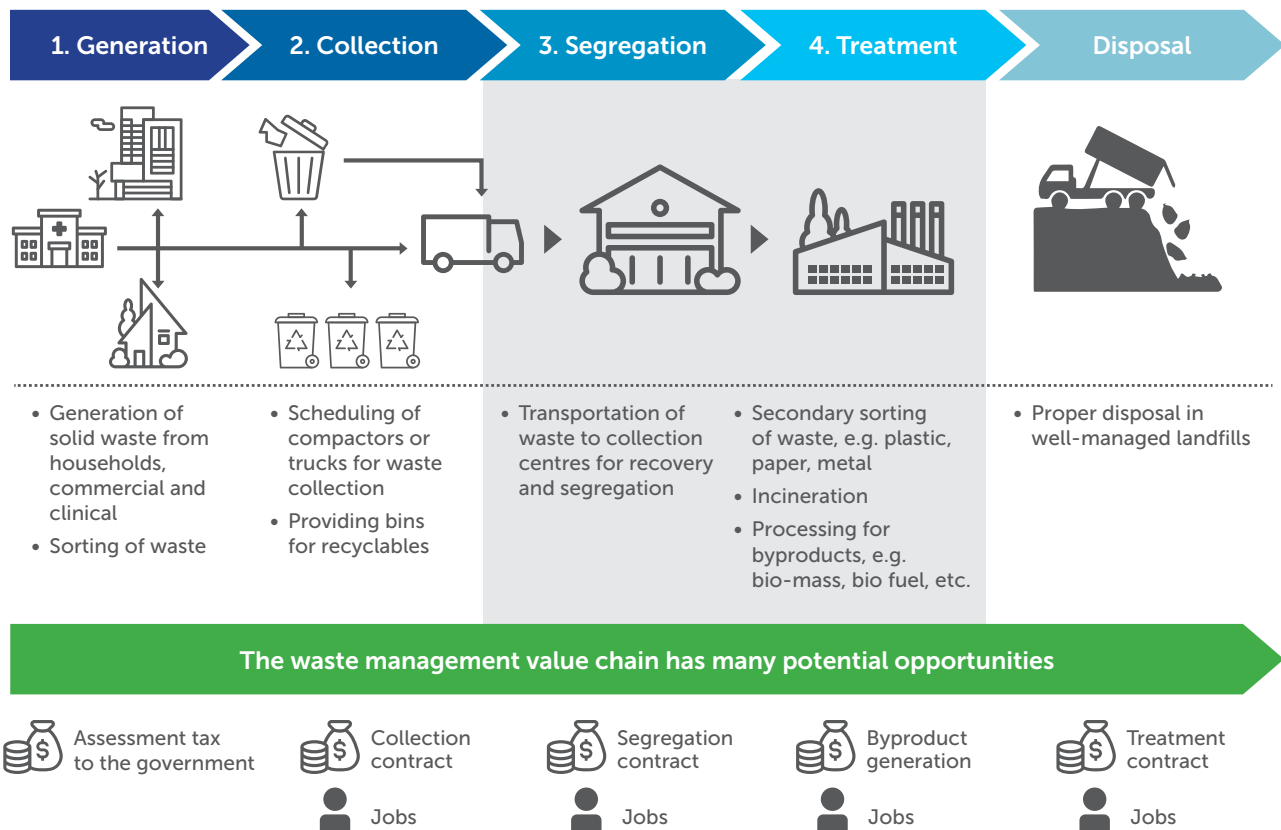 1. Generation
2. Collection
3. Segregation
4. Treatment
Disposal
• Generation of
solid waste from
households,
commercial and
clinical
• Sorting of waste
• Scheduling of
compactors or
trucks for waste
collection
• Providing bins
for recyclables
• Transportation of
waste to collection
centres for recovery
and segregation
• Secondary sorting
of waste, e.g. plastic,
paper, metal
• Incineration
• Processing for
byproducts, e.g.
bio-mass, bio fuel, etc.
• Proper disposal in
well-managed landfills
The waste management value chain has many potential opportunities
$
Assessment tax
to the government
$
Collection
contract
Jobs
$
Segregation
contract
Jobs
$
Byproduct
generation
Jobs
$
Treatment
contract
Jobs